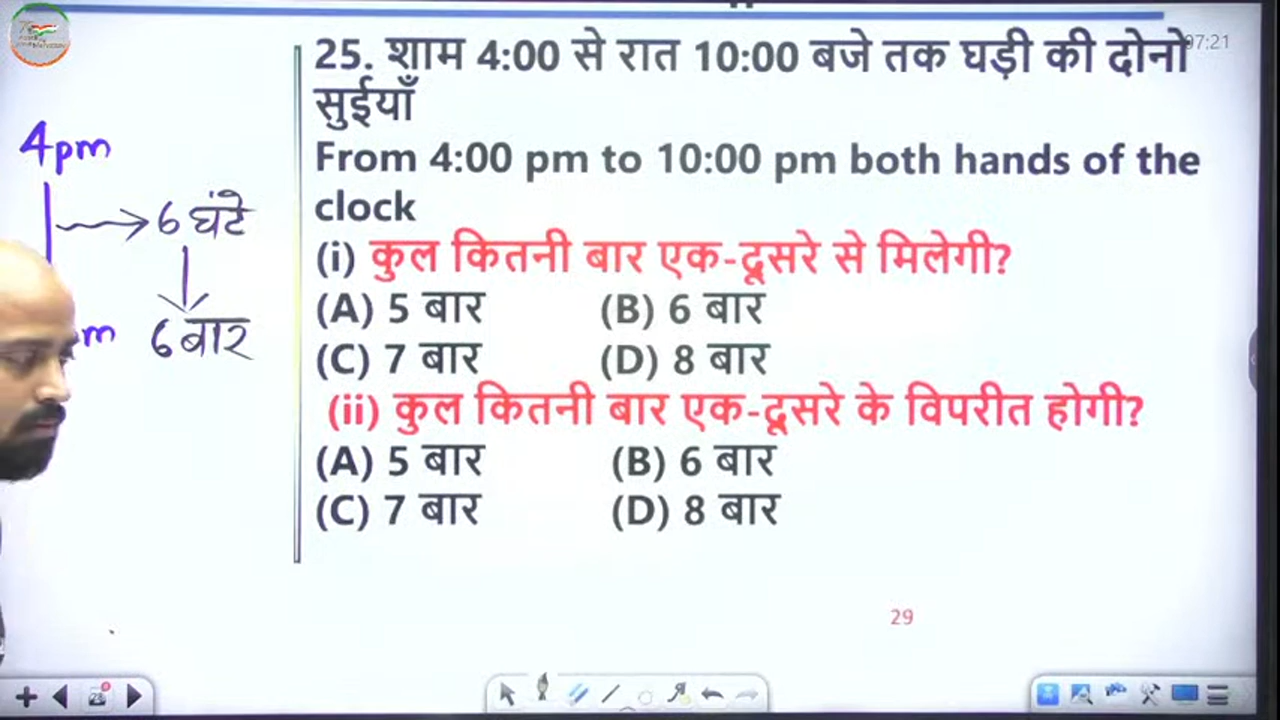 07:21
25. शाम 4:00 से रात 10:00 बजे तक घड़ी की दोनो
सुईयाँ
From 4:00 pm to 10:00 pm both hands of the
clock
(i) कुल कितनी बार एक-दूसरे से मिलेगी?
(A) 5 बार (B) 6 बार
(C) 7 बार (D) 8 बार
(ii) कुल कितनी बार एक-दूसरे के विपरीत होगी?
(A) 5 बार (B) 6 बार
(C) 7 बार (D) 8 बार
4pm
6 घंटे
m 6 बार
29